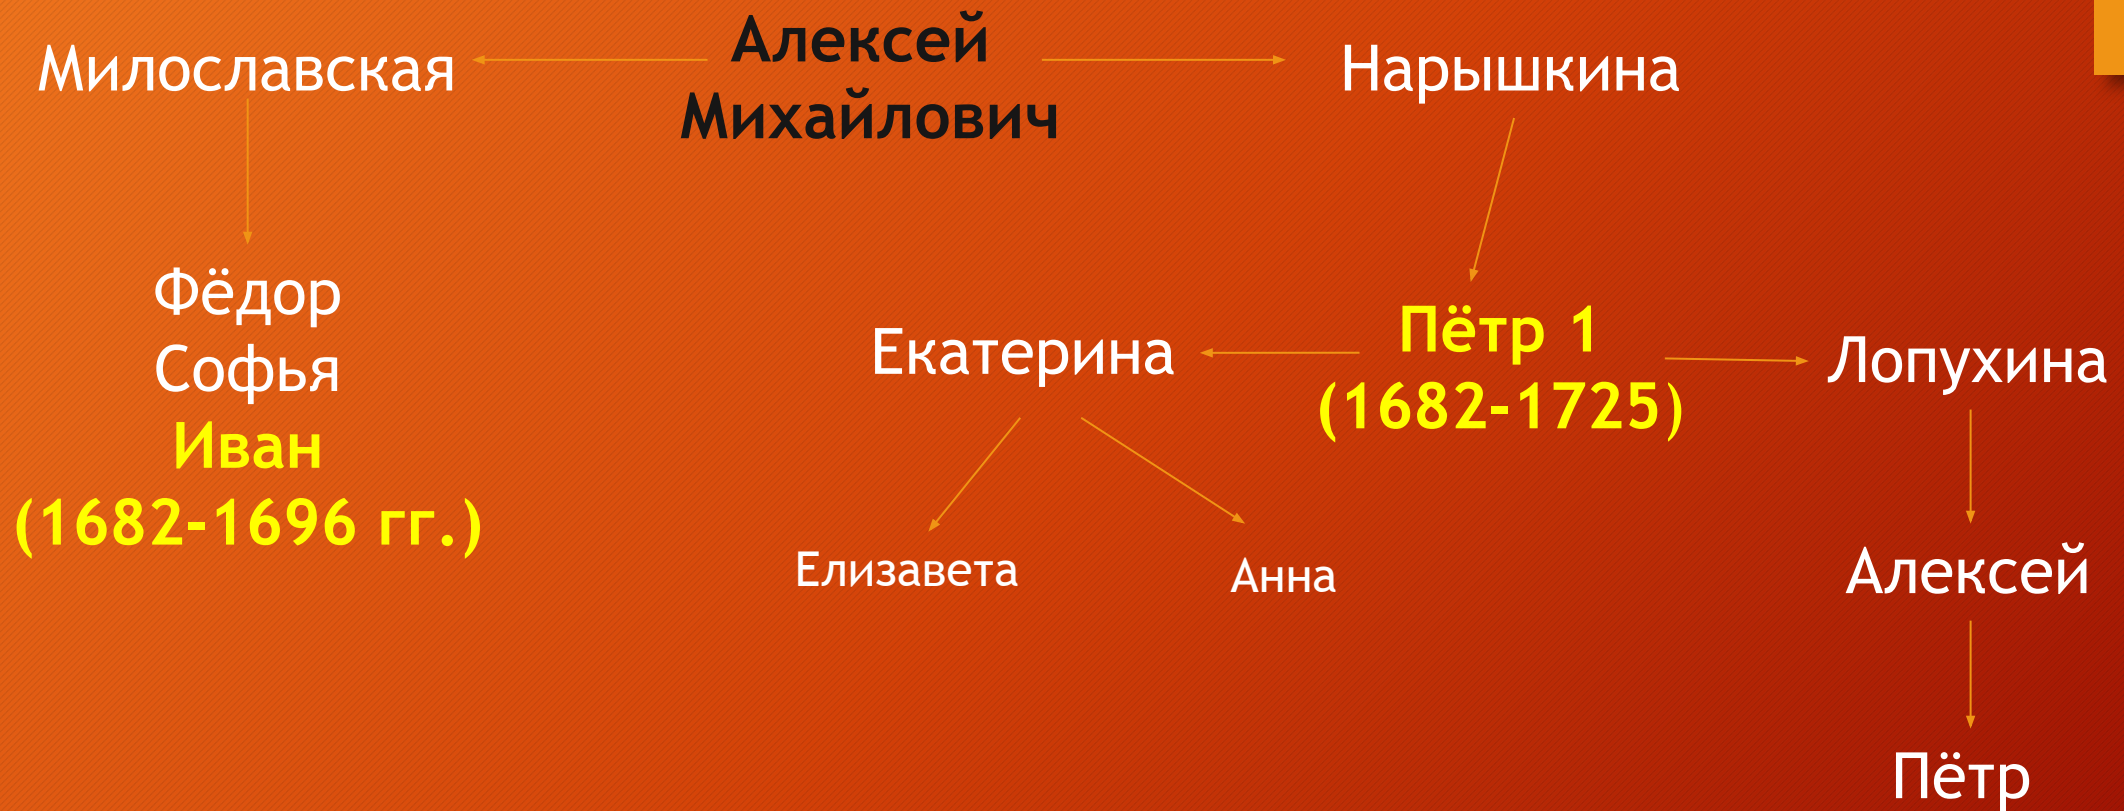 Алексей
Михайлович
Милославская
Нарышкина
Фёдор
Софья
Иван
(1682-1696 гг.)
Екатерина
Пётр 1
(1682-1725)
Лопухина
Елизавета
Анна
Алексей
Пётр